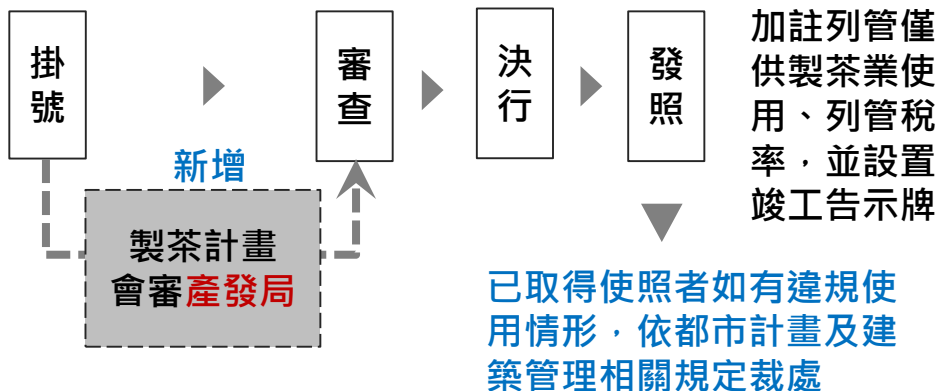 掛號
審查
決行
發照
加註列管僅
供製茶業使
用、列管稅
率，並設置
竣工告示牌
新增
製茶計畫
會審產發局
已取得使照者如有違規使
用情形，依都市計畫及建
築管理相關規定裁處